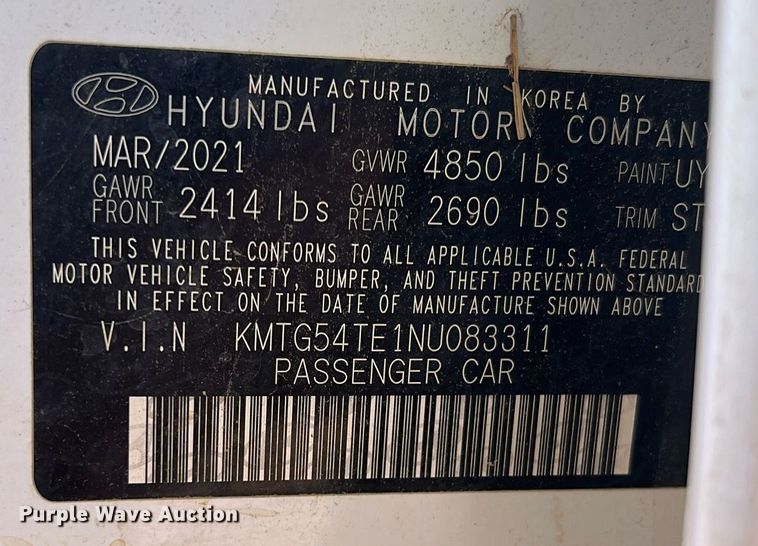 MANUFACTURED IN KOREA BY
HYUNDAI MOTOR COMPANY
MAR/2021 GVWR 4850 lbs PAINT UY
GAWR FRONT 2414 lbs GAWR REAR 2690 lbs TRIM ST
THIS VEHICLE CONFORMS TO ALL APPLICABLE U.S.A. FEDERAL
MOTOR VEHICLE SAFETY, BUMPER, AND THEFT PREVENTION STANDARD
IN EFFECT ON THE DATE OF MANUFACTURE SHOWN ABOVE
V.I.N KMTG54TE1NU083311
PASSENGER CAR
Purple Wave Auction